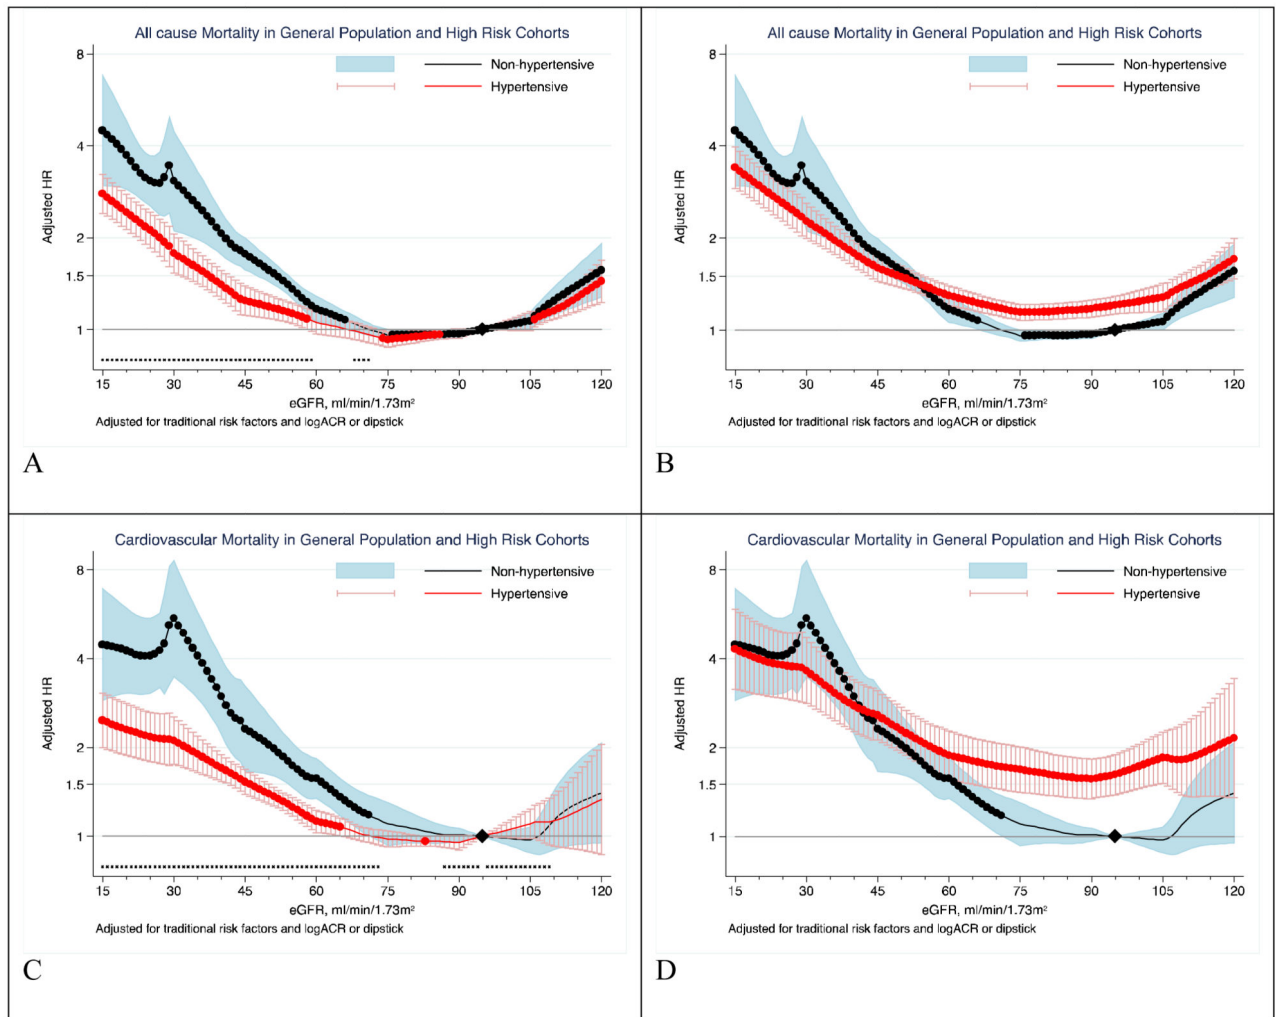 All cause Mortality in General Population and High Risk Cohorts
Non-hypertensive
Hypertensive
Adjusted HR
8
4
2
1.5
1
15 30 45 60 75 90 105 120
eGFR, ml/min/1.73m²
Adjusted for traditional risk factors and logACR or dipstick
A
All cause Mortality in General Population and High Risk Cohorts
Non-hypertensive
Hypertensive
Adjusted HR
8
4
2
1.5
1
15 30 45 60 75 90 105 120
eGFR, ml/min/1.73m²
Adjusted for traditional risk factors and logACR or dipstick
B
Cardiovascular Mortality in General Population and High Risk Cohorts
Non-hypertensive
Hypertensive
Adjusted HR
8
4
2
1.5
1
15 30 45 60 75 90 105 120
eGFR, ml/min/1.73m²
Adjusted for traditional risk factors and logACR or dipstick
C
Cardiovascular Mortality in General Population and High Risk Cohorts
Non-hypertensive
Hypertensive
Adjusted HR
8
4
2
1.5
1
15 30 45 60 75 90 105 120
eGFR, ml/min/1.73m²
Adjusted for traditional risk factors and logACR or dipstick
D